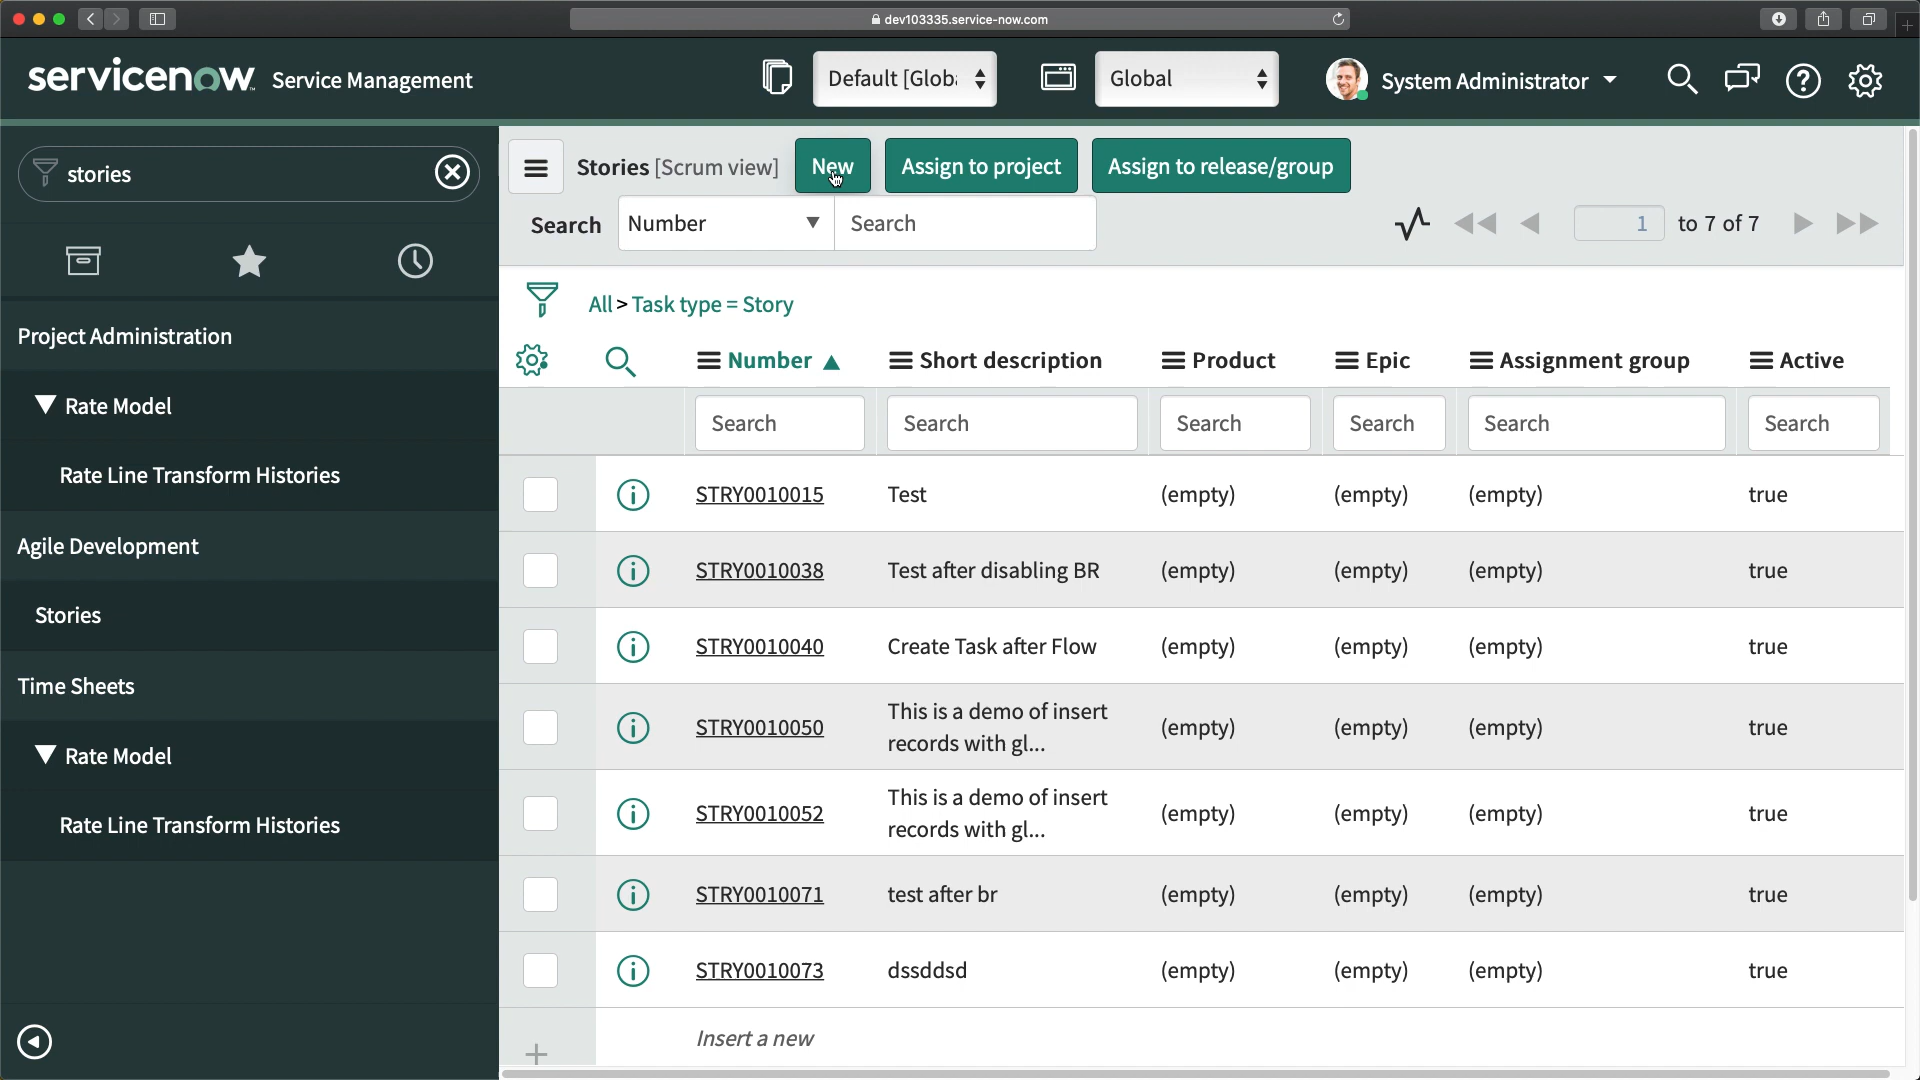 dev103335.service-now.com
servicenow Service Management
Default [Globa
Global
System Administrator
stories
Project Administration
Rate Model
Rate Line Transform Histories
Agile Development
Stories
Time Sheets
Rate Model
Rate Line Transform Histories
Stories [Scrum view] New Assign to project Assign to release/group
Search Number Search 1 to 7 of 7
All > Task type = Story
Number Short description Product Epic Assignment group Active
Search Search Search Search Search Search
STRY0010015 Test (empty) (empty) (empty) true
STRY0010038 Test after disabling BR (empty) (empty) (empty) true
STRY0010040 Create Task after Flow (empty) (empty) (empty) true
STRY0010050 This is a demo of insert records with gl... (empty) (empty) (empty) true
STRY0010052 This is a demo of insert records with gl... (empty) (empty) (empty) true
STRY0010071 test after br (empty) (empty) (empty) true
STRY0010073 dssddsd (empty) (empty) (empty) true
Insert a new